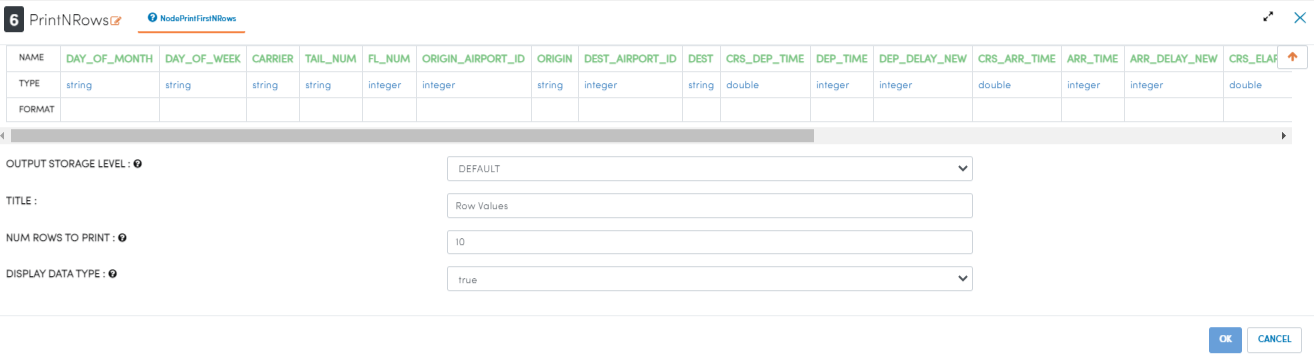 6 PrintNRows NodePrintFirstNRows
NAME DAY_OF_MONTH DAY_OF_WEEK CARRIER TAIL_NUM FL_NUM ORIGIN_AIRPORT_ID ORIGIN DEST_AIRPORT_ID DEST CRS_DEP_TIME DEP_TIME DEP_DELAY_NEW CRS_ARR_TIME ARR_TIME ARR_DELAY_NEW
TYPE string string string string integer integer string integer string double integer integer double integer integer double
FORMAT
OUTPUT STORAGE LEVEL : DEFAULT
TITLE : Row Values
NUM ROWS TO PRINT : 10
DISPLAY DATA TYPE : true
OK CANCEL